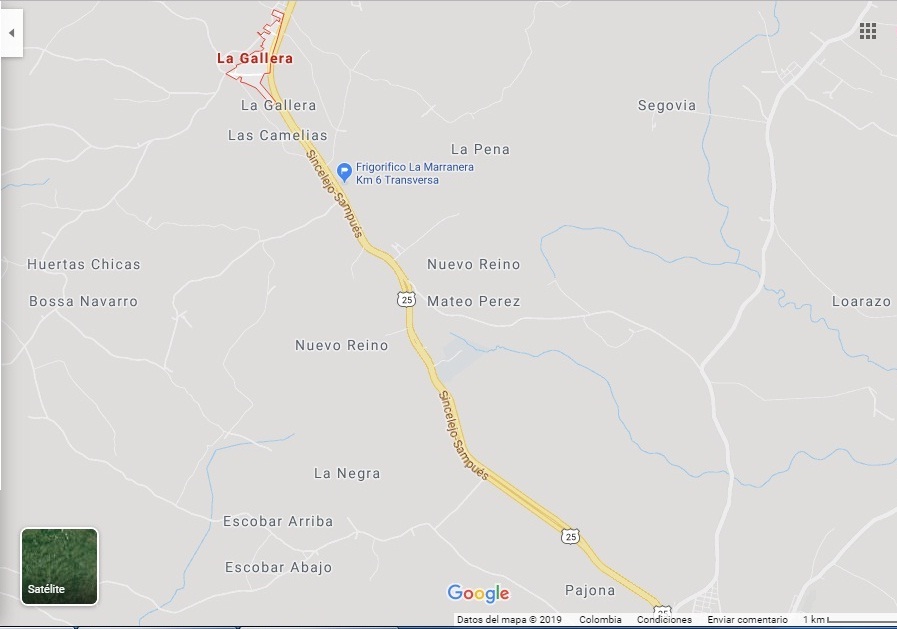 La Gallera
La Gallera
Segovia
Las Camelias
La Pena
Sincelejo-Sampués
Frigorifico La Marranera
Km 6 Transversa
Huertas Chicas
Nuevo Reino
Bossa Navarro
25
Mateo Perez
Loarazo
Nuevo Reino
Sincelejo-Sampués
La Negra
Escobar Arriba
25
Escobar Abajo
Satélite
Google
Pajona
25
Datos del mapa © 2019 Colombia Condiciones Enviar comentario 1 km